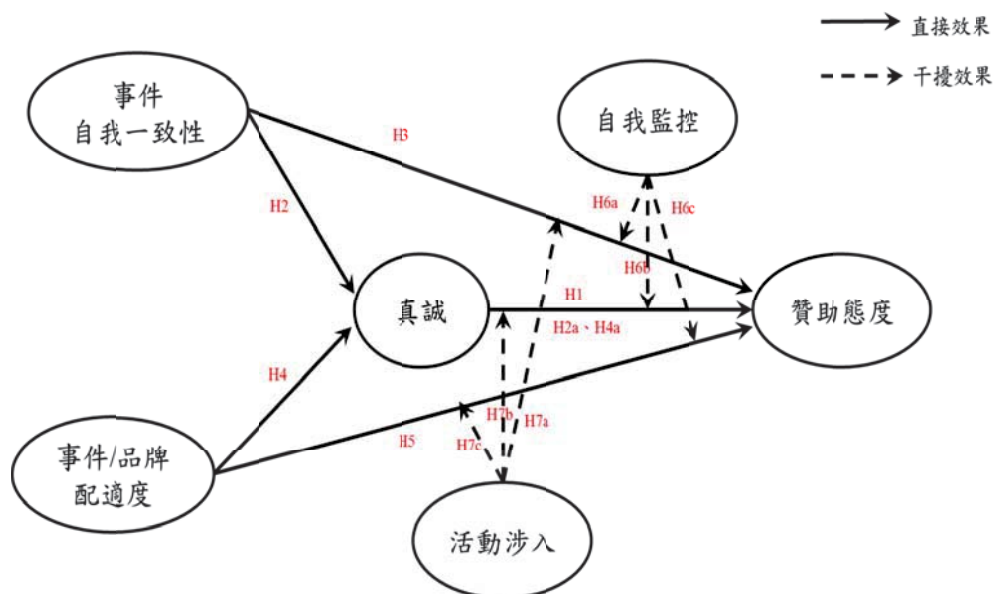 直接效果
干擾效果
事件
自我一致性
自我監控
H3
H6a
H6c
H2
H6b
真誠
H1
H2a、H4a
贊助態度
H4
H5
H7c
H7b
H7a
事件/品牌
配適度
活動涉入